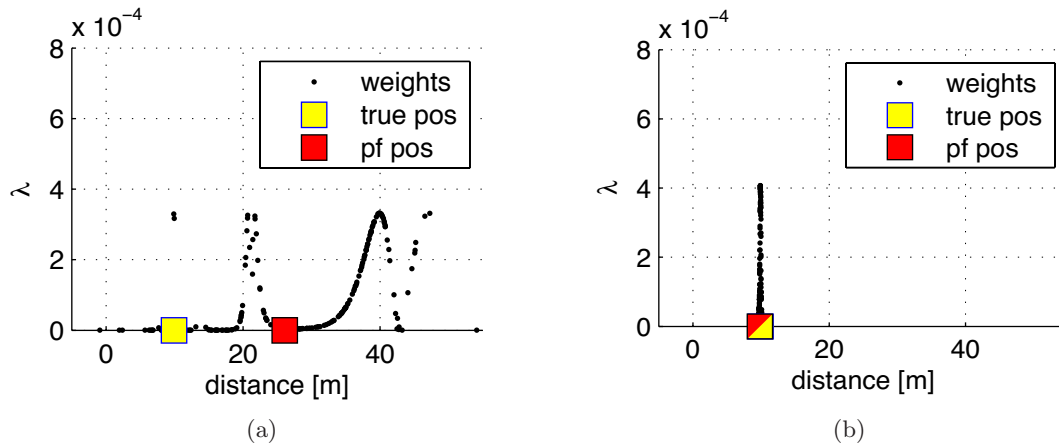 x 10⁻⁴
8
6
4
2
0
λ
weights
true pos
pf pos
0 20 40
distance [m]
(a)
x 10⁻⁴
8
6
4
2
0
λ
weights
true pos
pf pos
0 20 40
distance [m]
(b)